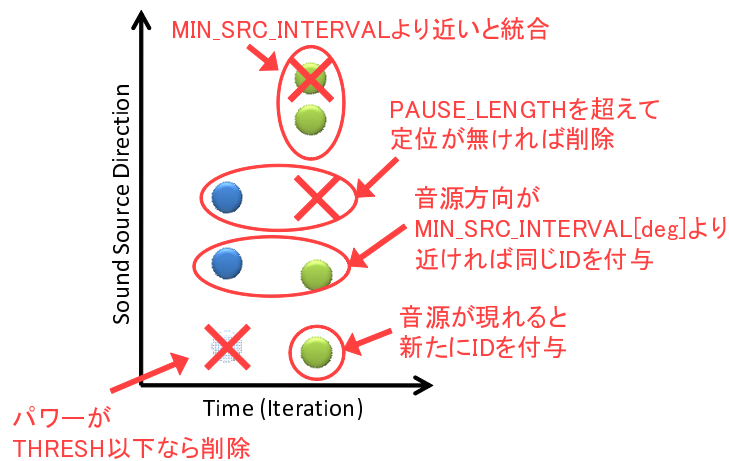 MIN_SRC_INTERVALより近いと統合
PAUSE_LENGTHを超えて
定位が無ければ削除
音源方向が
MIN_SRC_INTERVAL[deg]より
近ければ同じIDを付与
音源が現れると
新たにIDを付与
Sound Source Direction
Time (Iteration)
パワーが
THRESH以下なら削除